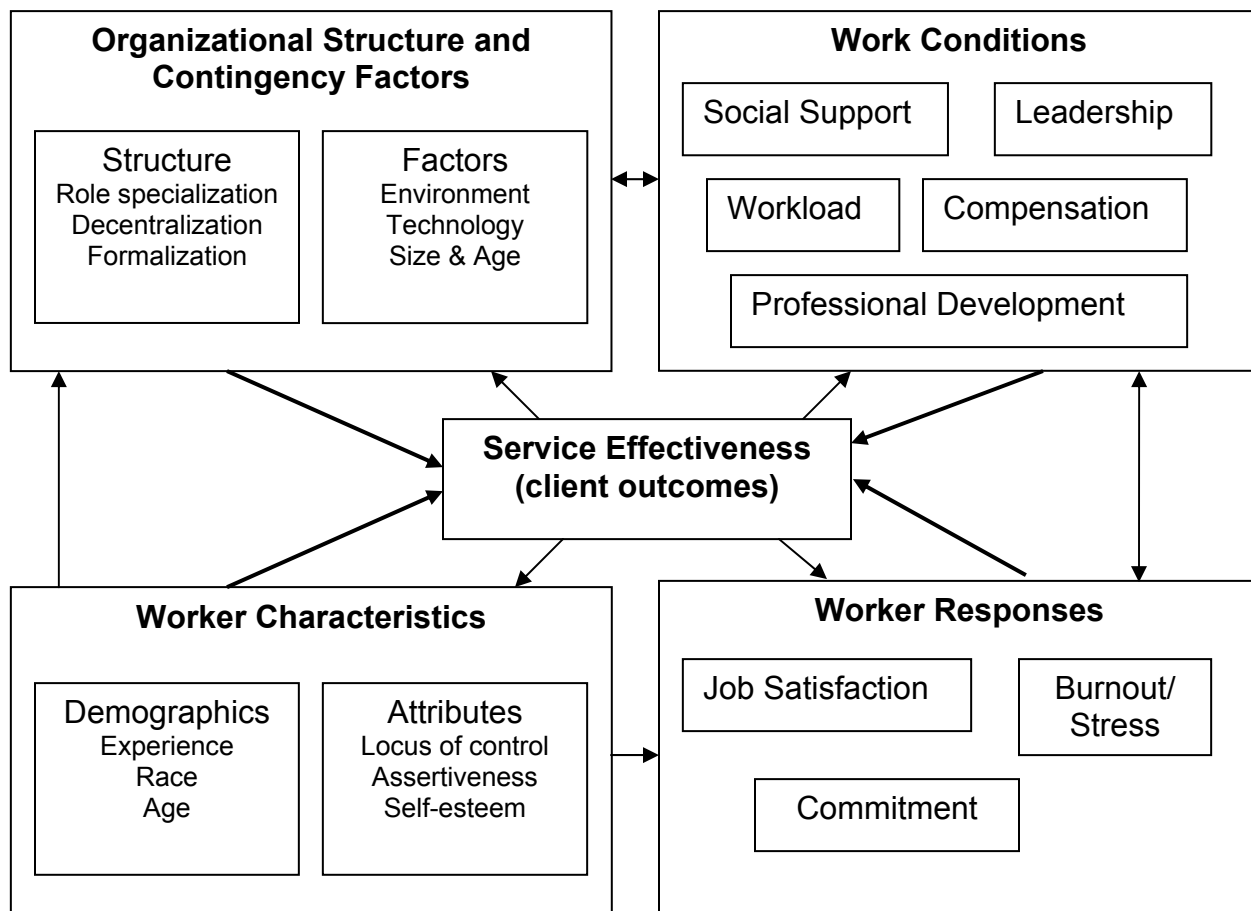 Organizational Structure and
Contingency Factors
Structure
Role specialization
Decentralization
Formalization
Factors
Environment
Technology
Size & Age
Work Conditions
Social Support
Leadership
Workload
Compensation
Professional Development
Service Effectiveness
(client outcomes)
Worker Characteristics
Demographics
Experience
Race
Age
Attributes
Locus of control
Assertiveness
Self-esteem
Worker Responses
Job Satisfaction
Burnout/
Stress
Commitment